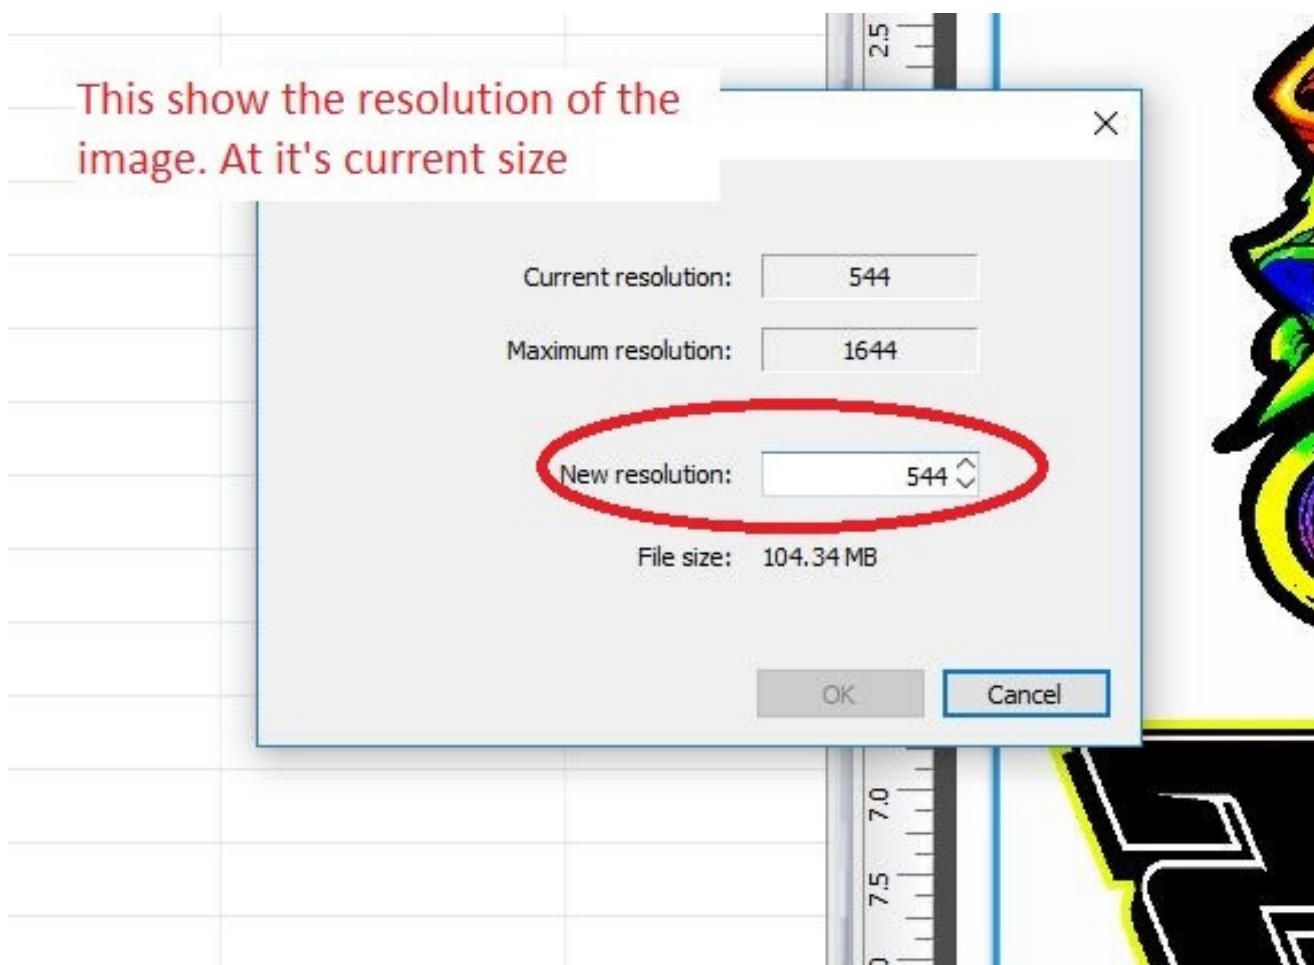 2.5
This show the resolution of the
image. At it's current size
Current resolution: 544
Maximum resolution: 1644
New resolution: 544
File size: 104.34 MB
OK Cancel
7.0
7.5